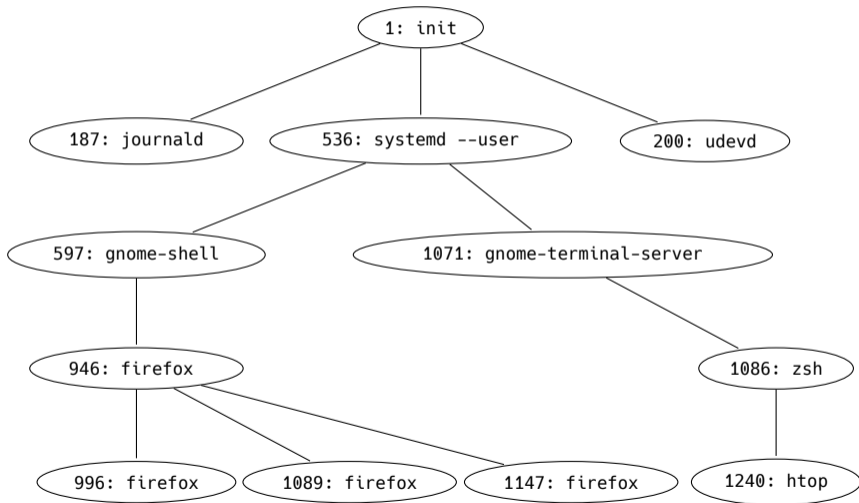 1: init
187: journald
536: systemd --user
200: udevd
597: gnome-shell
1071: gnome-terminal-server
946: firefox
1086: zsh
996: firefox
1089: firefox
1147: firefox
1240: htop